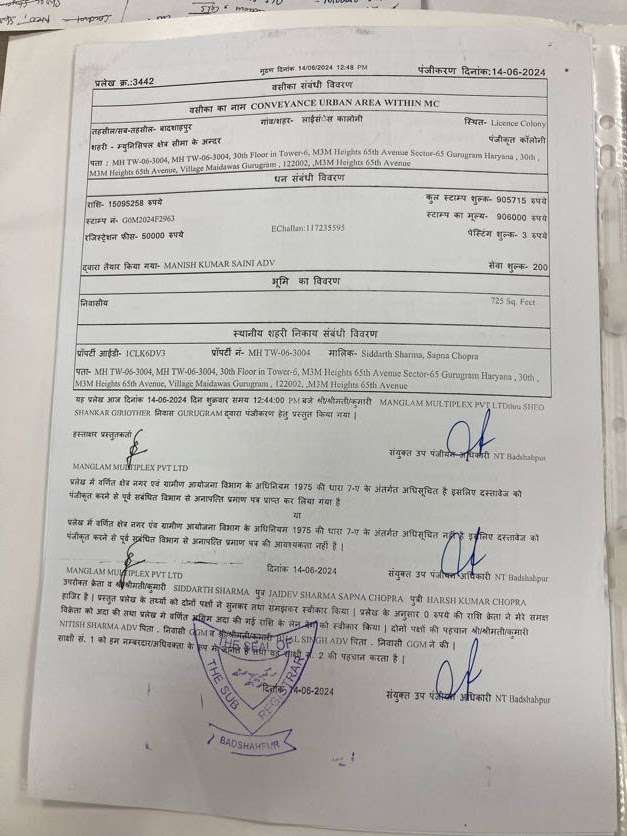 मुद्रण दिनांक 14/06/2024 12:48 PM
प्रलेख क्र.:3442 पंजीकरण दिनांक:14-06-2024
वसीका संबंधी विवरण
वसीका का नाम CONVEYANCE URBAN AREA WITHIN MC
तहसील/सब-तहसील- बादशाहपुर गांव/शहर- लाईसेंस कालोनी स्थित- Licence Colony
शहरी - म्युनिसिपल क्षेत्र सीमा के अन्दर पंजीकृत कॉलोनी
पता : MH TW-06-3004, MH TW-06-3004, 30th Floor in Tower-6, M3M Heights 65th Avenue Sector-65 Gurugram Haryana , 30th ,
M3M Heights 65th Avenue, Village Maidawas Gurugram , 122002, ,M3M Heights 65th Avenue
धन संबंधी विवरण
राशि- 15095258 रुपये कुल स्टाम्प शुल्क- 905715 रुपये
स्टाम्प नं- G0M2024F2963 स्टाम्प का मूल्य- 906000 रुपये
रजिस्ट्रेशन फीस- 50000 रुपये EChallan:117235595 पेस्टिंग शुल्क- 3 रुपये
द्वारा तैयार किया गया- MANISH KUMAR SAINI ADV सेवा शुल्क- 200
भूमि का विवरण
निवासीय 725 Sq. Feet
स्थानीय शहरी निकाय संबंधी विवरण
प्रॉपर्टी आईडी- 1CLK6DV3 प्रॉपर्टी नं- MH TW-06-3004 मालिक- Siddarth Sharma, Sapna Chopra
पता- MH TW-06-3004, MH TW-06-3004, 30th Floor in Tower-6, M3M Heights 65th Avenue Sector-65 Gurugram Haryana , 30th ,
M3M Heights 65th Avenue, Village Maidawas Gurugram , 122002, M3M Heights 65th Avenue
यह प्रलेख आज दिनांक 14-06-2024 दिन शुक्रवार समय 12:44:00 PM बजे श्री/श्रीमती/कुमारी MANGLAM MULTIPLEX PVT LTDthru SHEO
SHANKAR GIRIOTHER निवास GURUGRAM द्वारा पंजीकरण हेतु प्रस्तुत किया गया |
हस्ताक्षर प्रस्तुतकर्ता संयुक्त उप पंजीयन अधिकारी NT Badshahpur
MANGLAM MULTIPLEX PVT LTD
प्रलेख में वर्णित क्षेत्र नगर एवं ग्रामीण आयोजना विभाग के अधिनियम 1975 की धारा 7-ए के अंतर्गत अधिसूचित है इसलिए दस्तावेज को
पंजीकृत करने से पूर्व सबंधित विभाग से अनापत्ति प्रमाण पत्र प्राप्त कर लिया गया है
या
प्रलेख में वर्णित क्षेत्र नगर एंव ग्रामीण आयोजना विभाग के अधिनियम 1975 की धारा 7-ए के अंतर्गत अधिसूचित नहीं है इसलिए दस्तावेज को
पंजीकृत करने से पूर्व सबंधित विभाग से अनापत्ति प्रमाण पत्र की आवश्यकता नहीं है |
दिनांक 14-06-2024 संयुक्त उप पंजीयन अधिकारी NT Badshahpur
MANGLAM MULTIPLEX PVT LTD
उपरोक्त क्रेता व श्री/श्रीमती/कुमारी SIDDARTH SHARMA पुत्र JAIDEV SHARMA SAPNA CHOPRA पुत्री HARSH KUMAR CHOPRA
हाजिर है | प्रस्तुत प्रलेख के तथ्यों को दोनों पक्षों ने सुनकर तथा समझकर स्वीकार किया | प्रलेख के अनुसार 0 रुपये की राशि क्रेता ने मेरे समक्ष
विक्रेता को अदा की तथा प्रलेख में वर्णित अग्रिम अदा की गई राशि के लेन देन को स्वीकार किया | दोनों पक्षों की पहचान श्री/श्रीमती/कुमारी
NITISH SHARMA ADV पिता . निवासी GGM व श्री/श्रीमती/कुमारी SINGH ADV पिता . निवासी GGM ने की |
साक्षी सं. 1 को हम नम्बरदार/अधिवक्ता के रूप में जानते है तथा वह साक्षी सं. 2 की पहचान करता है |
दिनांक 14-06-2024 संयुक्त उप पंजीयन अधिकारी NT Badshahpur
THE SEAL OF
THE SUB REGISTRAR
BADSHAHPUR